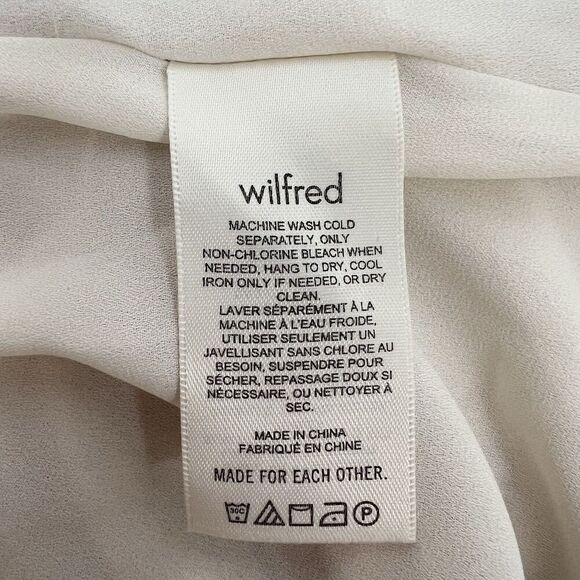 wilfred
MACHINE WASH COLD
SEPARATELY, ONLY
NON-CHLORINE BLEACH WHEN
NEEDED, HANG TO DRY, COOL
IRON ONLY IF NEEDED, OR DRY
CLEAN.
LAVER SÉPARÉMENT À LA
MACHINE À L'EAU FROIDE,
UTILISER SEULEMENT UN
JAVELLISANT SANS CHLORE AU
BESOIN, SUSPENDRE POUR
SÉCHER, REPASSAGE DOUX SI
NÉCESSAIRE, OU NETTOYER À
SEC.
MADE IN CHINA
FABRIQUÉ EN CHINE
MADE FOR EACH OTHER.
30C P